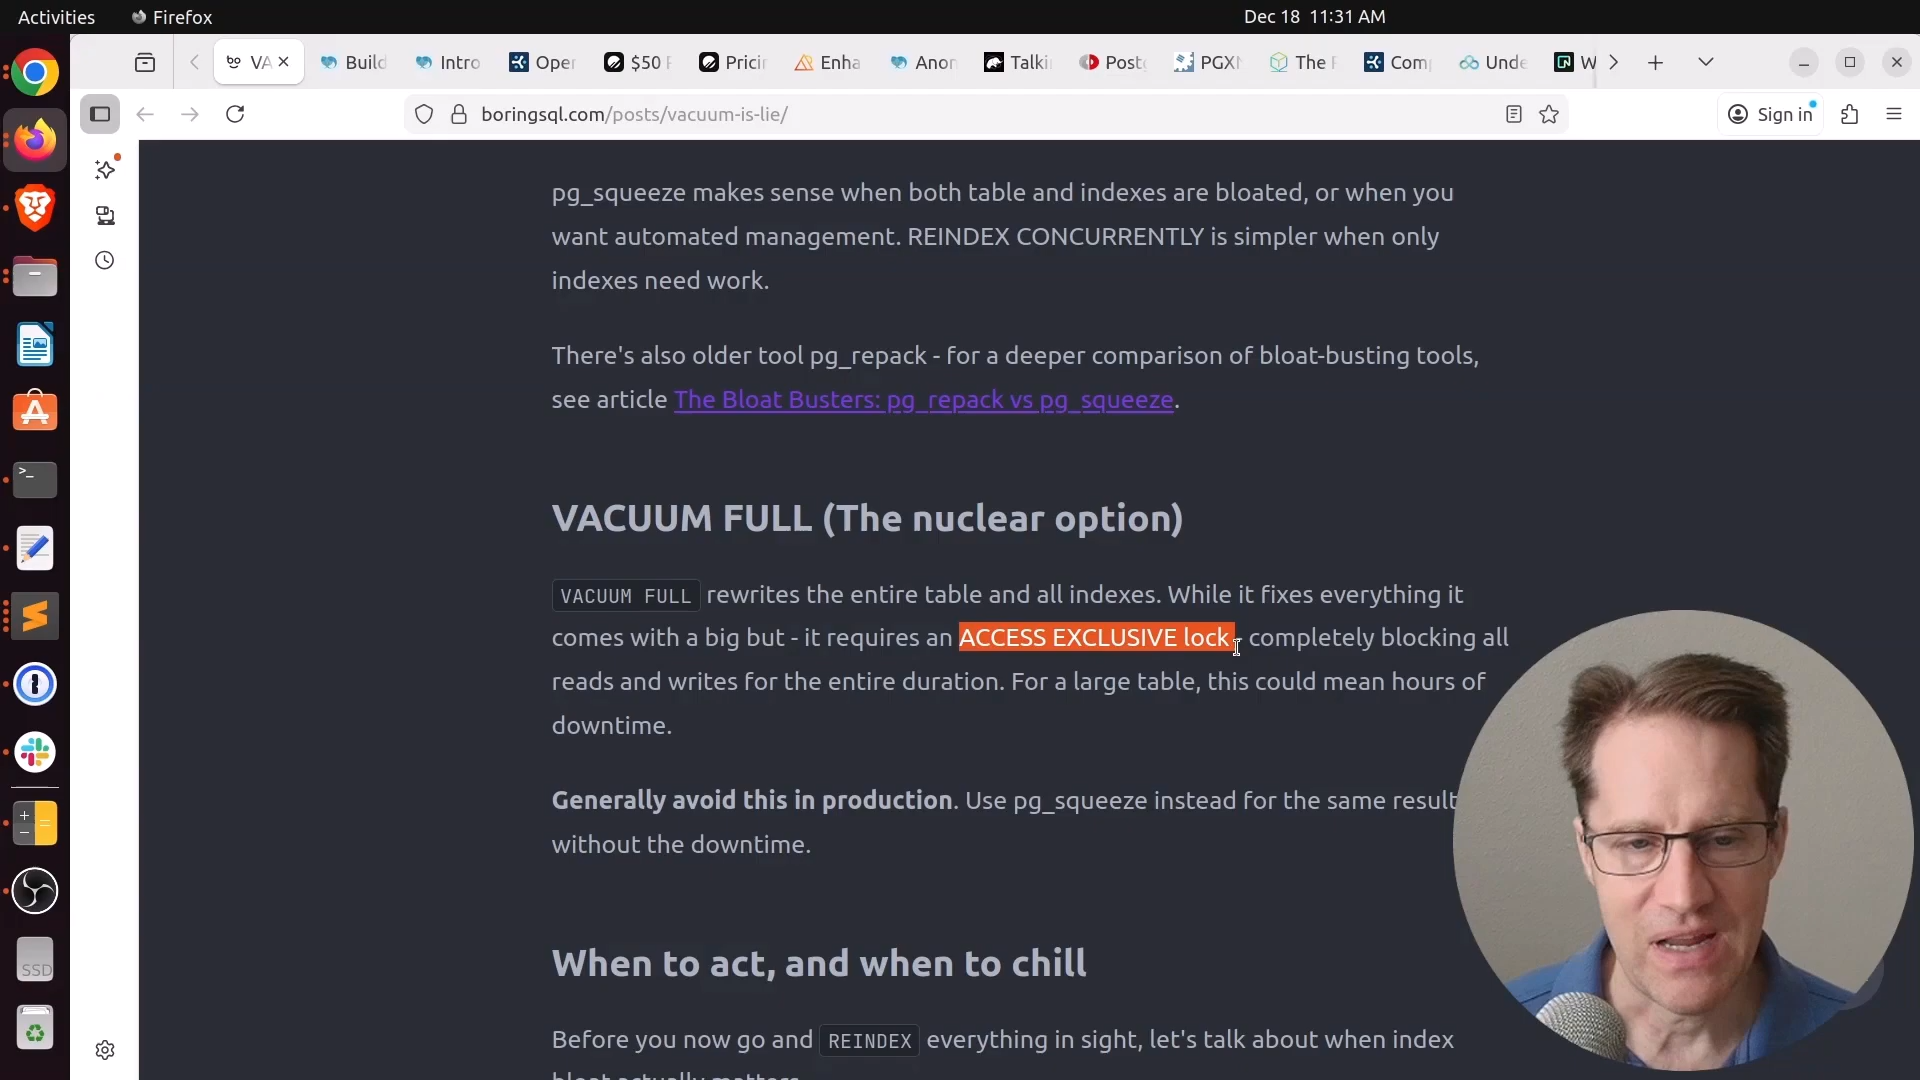 Activities
Firefox
Dec 18 11:31 AM
VA
Build
Intro
Oper
$50
Prici
Enha
Anon
Talki
Postg
PGXN
The
Com
Unde
W
boringsql.com/posts/vacuum-is-lie/
Sign in
pg_squeeze makes sense when both table and indexes are bloated, or when you
want automated management. REINDEX CONCURRENTLY is simpler when only
indexes need work.
There's also older tool pg_repack - for a deeper comparison of bloat-busting tools,
see article The Bloat Busters: pg_repack vs pg_squeeze.
VACUUM FULL (The nuclear option)
VACUUM FULL rewrites the entire table and all indexes. While it fixes everything it
comes with a big but - it requires an ACCESS EXCLUSIVE lock, completely blocking all
reads and writes for the entire duration. For a large table, this could mean hours of
downtime.
Generally avoid this in production. Use pg_squeeze instead for the same result
without the downtime.
When to act, and when to chill
Before you now go and REINDEX everything in sight, let's talk about when index
bloat actually matters.
SSD